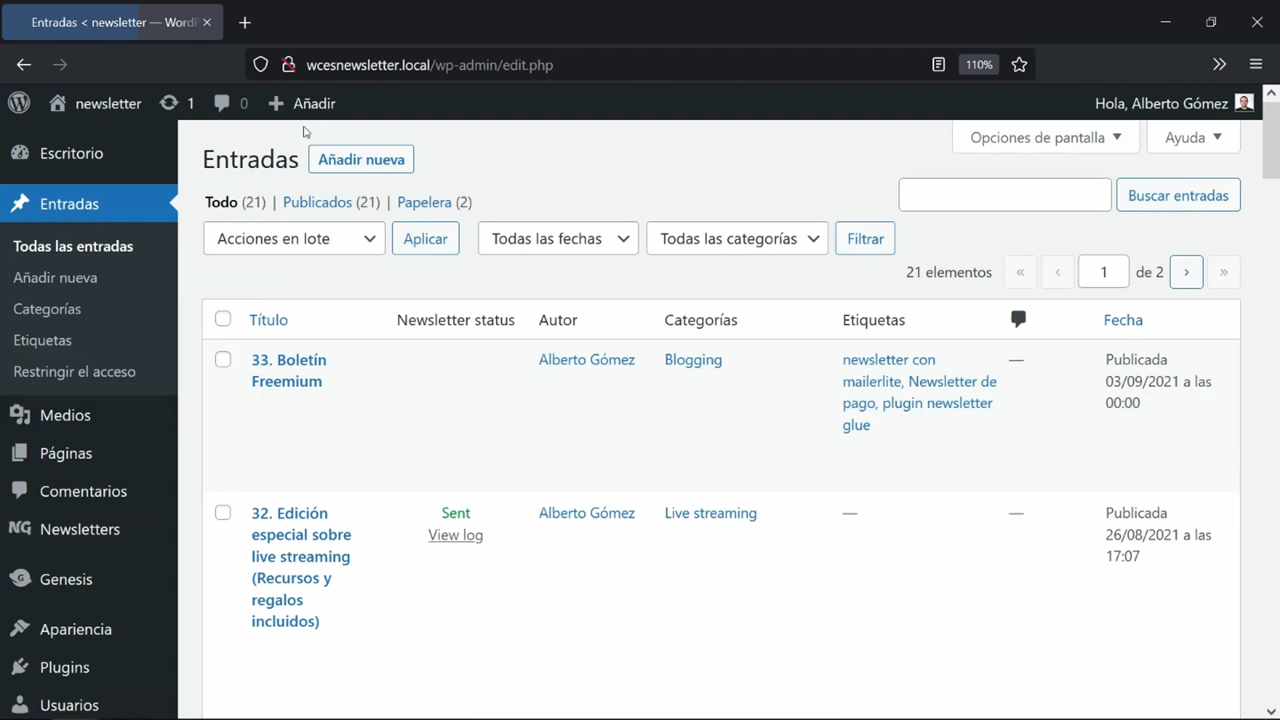 Entradas < newsletter — WordP
wcesnewsletter.local/wp-admin/edit.php
110%
newsletter
1
0
Añadir
Hola, Alberto Gómez
Escritorio
Entradas
Todas las entradas
Añadir nueva
Categorías
Etiquetas
Restringir el acceso
Medios
Páginas
Comentarios
NG Newsletters
Genesis
Apariencia
Plugins
Usuarios
Entradas
Añadir nueva
Opciones de pantalla
Ayuda
Todo (21) | Publicados (21) | Papelera (2)
Buscar entradas
Acciones en lote
Aplicar
Todas las fechas
Todas las categorías
Filtrar
21 elementos « ‹ 1 de 2 › »
Título
Newsletter status
Autor
Categorías
Etiquetas
Fecha
33. Boletín
Freemium
Alberto Gómez
Blogging
newsletter con
mailerlite, Newsletter de
pago, plugin newsletter
glue
—
Publicada
03/09/2021 a las
00:00
32. Edición
especial sobre
live streaming
(Recursos y
regalos
incluidos)
Sent
View log
Alberto Gómez
Live streaming
—
—
Publicada
26/08/2021 a las
17:07